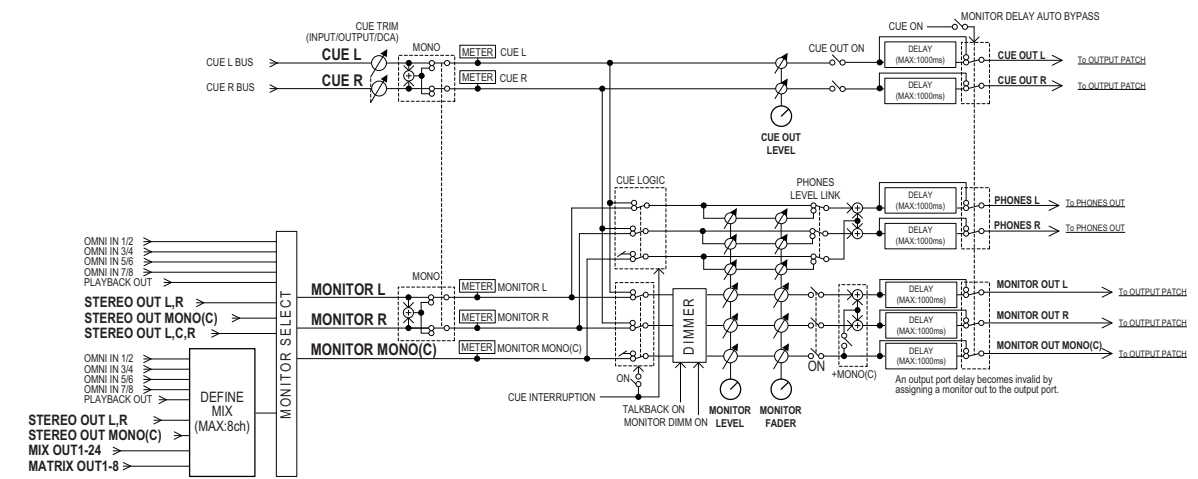 MONITOR DELAY AUTO BYPASS
CUE ON
CUE TRIM
(INPUT/OUTPUT/DCA)
MONO
CUE L BUS
CUE L
METER CUE L
CUE OUT ON
DELAY
(MAX:1000ms)
CUE OUT L
To OUTPUT PATCH
CUE R BUS
CUE R
METER CUE R
DELAY
(MAX:1000ms)
CUE OUT R
To OUTPUT PATCH
CUE OUT
LEVEL
CUE LOGIC
PHONES
LEVEL LINK
DELAY
(MAX:1000ms)
PHONES L
To PHONES OUT
DELAY
(MAX:1000ms)
PHONES R
To PHONES OUT
OMNI IN 1/2
OMNI IN 3/4
OMNI IN 5/6
OMNI IN 7/8
PLAYBACK OUT
STEREO OUT L,R
STEREO OUT MONO(C)
STEREO OUT L,C,R
MONITOR SELECT
MONO
MONITOR L
METER MONITOR L
MONITOR R
METER MONITOR R
MONITOR MONO(C)
METER MONITOR MONO(C)
DIMMER
DELAY
(MAX:1000ms)
MONITOR OUT L
To OUTPUT PATCH
DELAY
(MAX:1000ms)
MONITOR OUT R
To OUTPUT PATCH
DELAY
(MAX:1000ms)
MONITOR OUT MONO(C)
To OUTPUT PATCH
ON
ON
+MONO(C)
An output port delay becomes invalid by
assigning a monitor out to the output port.
CUE INTERRUPTION
TALKBACK ON
MONITOR DIMM ON
MONITOR
LEVEL
MONITOR
FADER
OMNI IN 1/2
OMNI IN 3/4
OMNI IN 5/6
OMNI IN 7/8
PLAYBACK OUT
STEREO OUT L,R
STEREO OUT MONO(C)
MIX OUT1-24
MATRIX OUT1-8
DEFINE
MIX
(MAX:8ch)